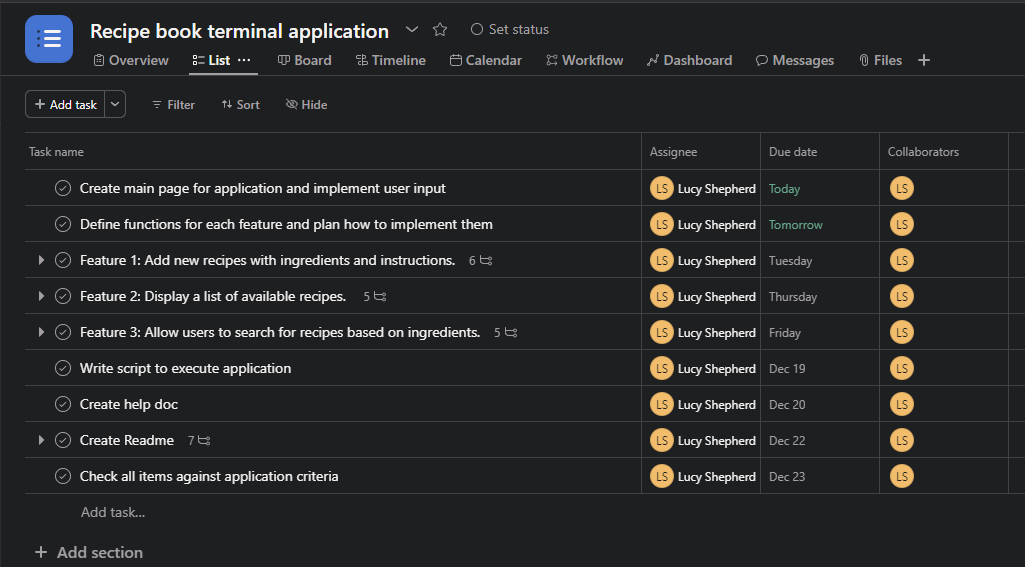 Recipe book terminal application Set status
Overview List ... Board Timeline Calendar Workflow Dashboard Messages Files +
+ Add task Filter Sort Hide
Task name Assignee Due date Collaborators
Create main page for application and implement user input LS Lucy Shepherd Today LS
Define functions for each feature and plan how to implement them LS Lucy Shepherd Tomorrow LS
Feature 1: Add new recipes with ingredients and instructions. 6 LS Lucy Shepherd Tuesday LS
Feature 2: Display a list of available recipes. 5 LS Lucy Shepherd Thursday LS
Feature 3: Allow users to search for recipes based on ingredients. 5 LS Lucy Shepherd Friday LS
Write script to execute application LS Lucy Shepherd Dec 19 LS
Create help doc LS Lucy Shepherd Dec 20 LS
Create Readme 7 LS Lucy Shepherd Dec 22 LS
Check all items against application criteria LS Lucy Shepherd Dec 23 LS
Add task...
+ Add section